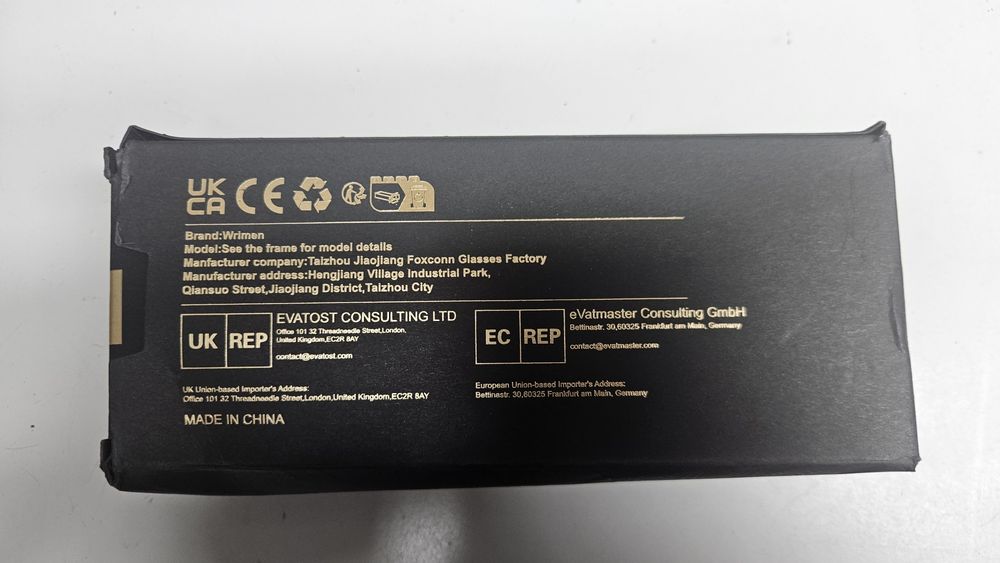 UK
CA CE
Brand:Wrimen
Model:See the frame for model details
Manfacturer company:Taizhou Jiaojiang Foxconn Glasses Factory
Manufacturer address:Hengjiang Village Industrial Park,
Qiansuo Street,Jiaojiang District,Taizhou City
UK REP
EVATOST CONSULTING LTD
Office 101 32 Threadneedle Street,London,
United Kingdom,EC2R 8AY
contact@evatost.com
EC REP
eVatmaster Consulting GmbH
Bettinastr. 30,60325 Frankfurt am Main, Germany
contact@evatmaster.com
UK Union-based Importer's Address:
Office 101 32 Threadneedle Street,London,United Kingdom,EC2R 8AY
European Union-based Importer's Address:
Bettinastr. 30,60325 Frankfurt am Main, Germany
MADE IN CHINA